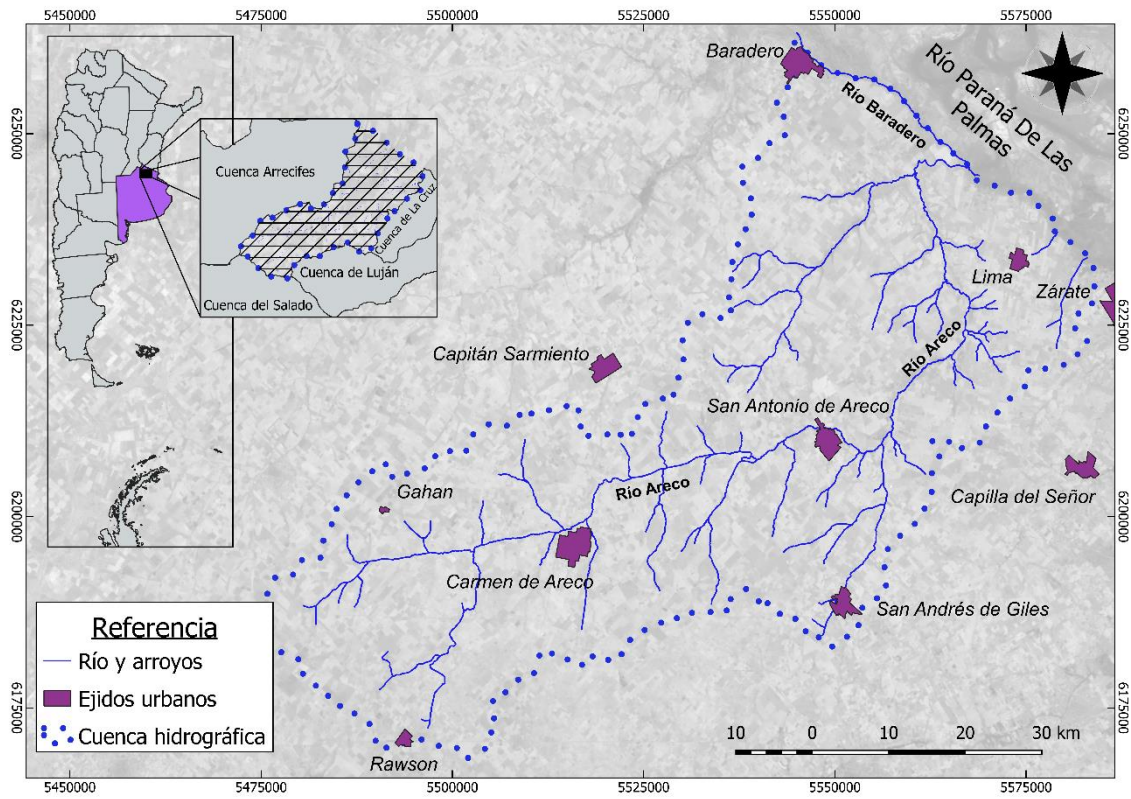 5450000 5475000 5500000 5525000 5550000 5575000
6250000
6225000
6200000
6175000
6250000
6225000
6200000
6175000
Cuenca Arrecifes
Cuenca de La Cruz
Cuenca de Luján
Cuenca del Salado
Baradero
Río Baradero
Río Paraná De Las
Palmas
Lima
Zárate
Río Areco
Capitán Sarmiento
San Antonio de Areco
Capilla del Señor
Gahan
Río Areco
Carmen de Areco
San Andrés de Giles
Rawson
Referencia
Río y arroyos
Ejidos urbanos
Cuenca hidrográfica
10 0 10 20 30 km
5450000 5475000 5500000 5525000 5550000 5575000